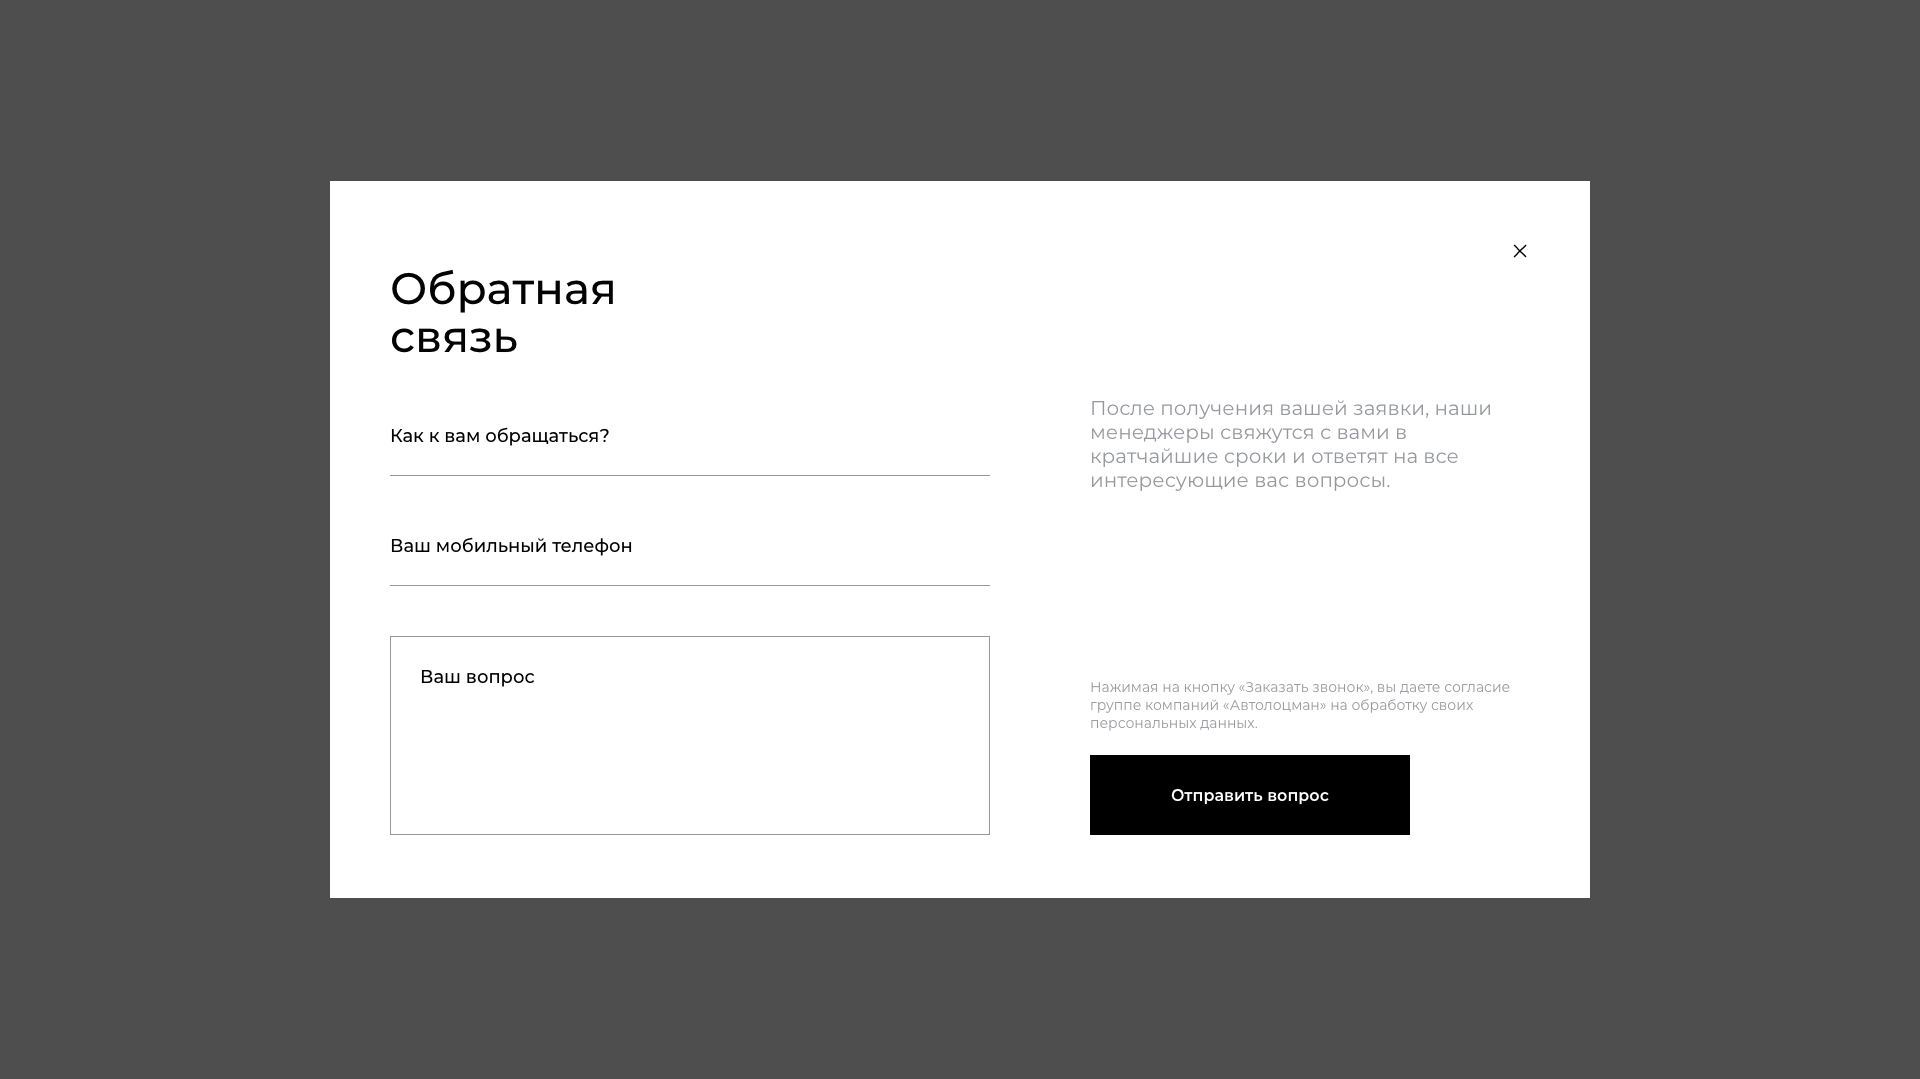 Обратная
связь
Как к вам обращаться?
Ваш мобильный телефон
Ваш вопрос
После получения вашей заявки, наши
менеджеры свяжутся с вами в
кратчайшие сроки и ответят на все
интересующие вас вопросы.
Нажимая на кнопку «Заказать звонок», вы даете согласие
группе компаний «Автолоцман» на обработку своих
персональных данных.
Отправить вопрос